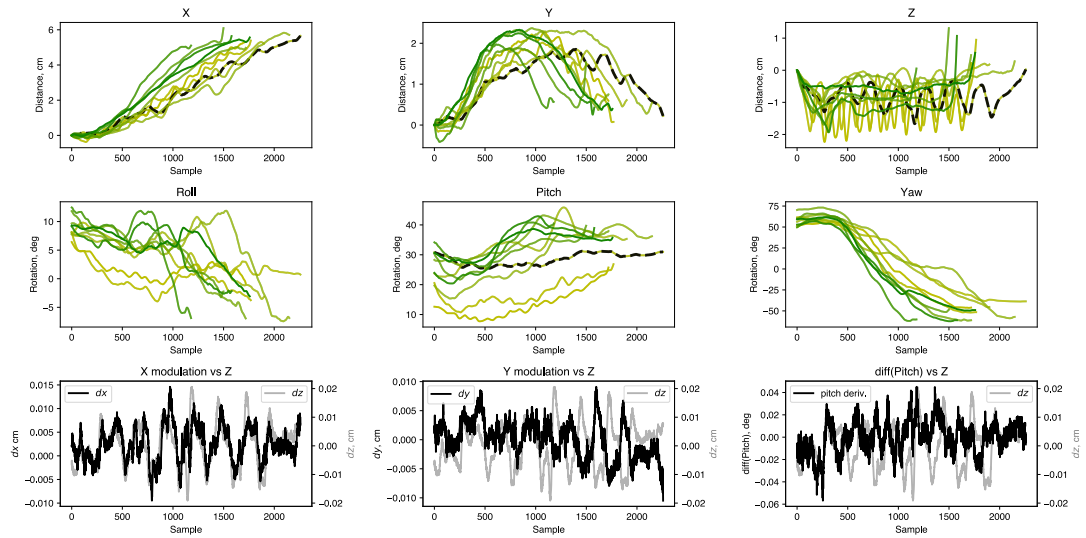 X
Y
Z
6
4
2
0
Distance, cm
0
500
1000
1500
2000
Sample
2
1
0
Distance, cm
0
500
1000
1500
2000
Sample
1
0
−1
−2
Distance, cm
0
500
1000
1500
2000
Sample
Roll
Pitch
Yaw
10
5
0
−5
Rotation, deg
0
500
1000
1500
2000
Sample
40
30
20
10
Rotation, deg
0
500
1000
1500
2000
Sample
75
50
25
0
−25
−50
Rotation, deg
0
500
1000
1500
2000
Sample
X modulation vs Z
Y modulation vs Z
diff(Pitch) vs Z
dx
dz
0,015
0,010
0,005
0,000
−0,005
−0,010
dx, cm
0,02
0,01
0,00
−0,01
−0,02
dz, cm
0
500
1000
1500
2000
Sample
dy
dz
0,010
0,005
0,000
−0,005
−0,010
dy, cm
0,02
0,01
0,00
−0,01
−0,02
dz, cm
0
500
1000
1500
2000
Sample
pitch deriv.
dz
0.04
0.02
0.00
−0.02
−0.04
−0.06
diff(Pitch), deg
0,02
0,01
0,00
−0,01
−0,02
dz, cm
0
500
1000
1500
2000
Sample